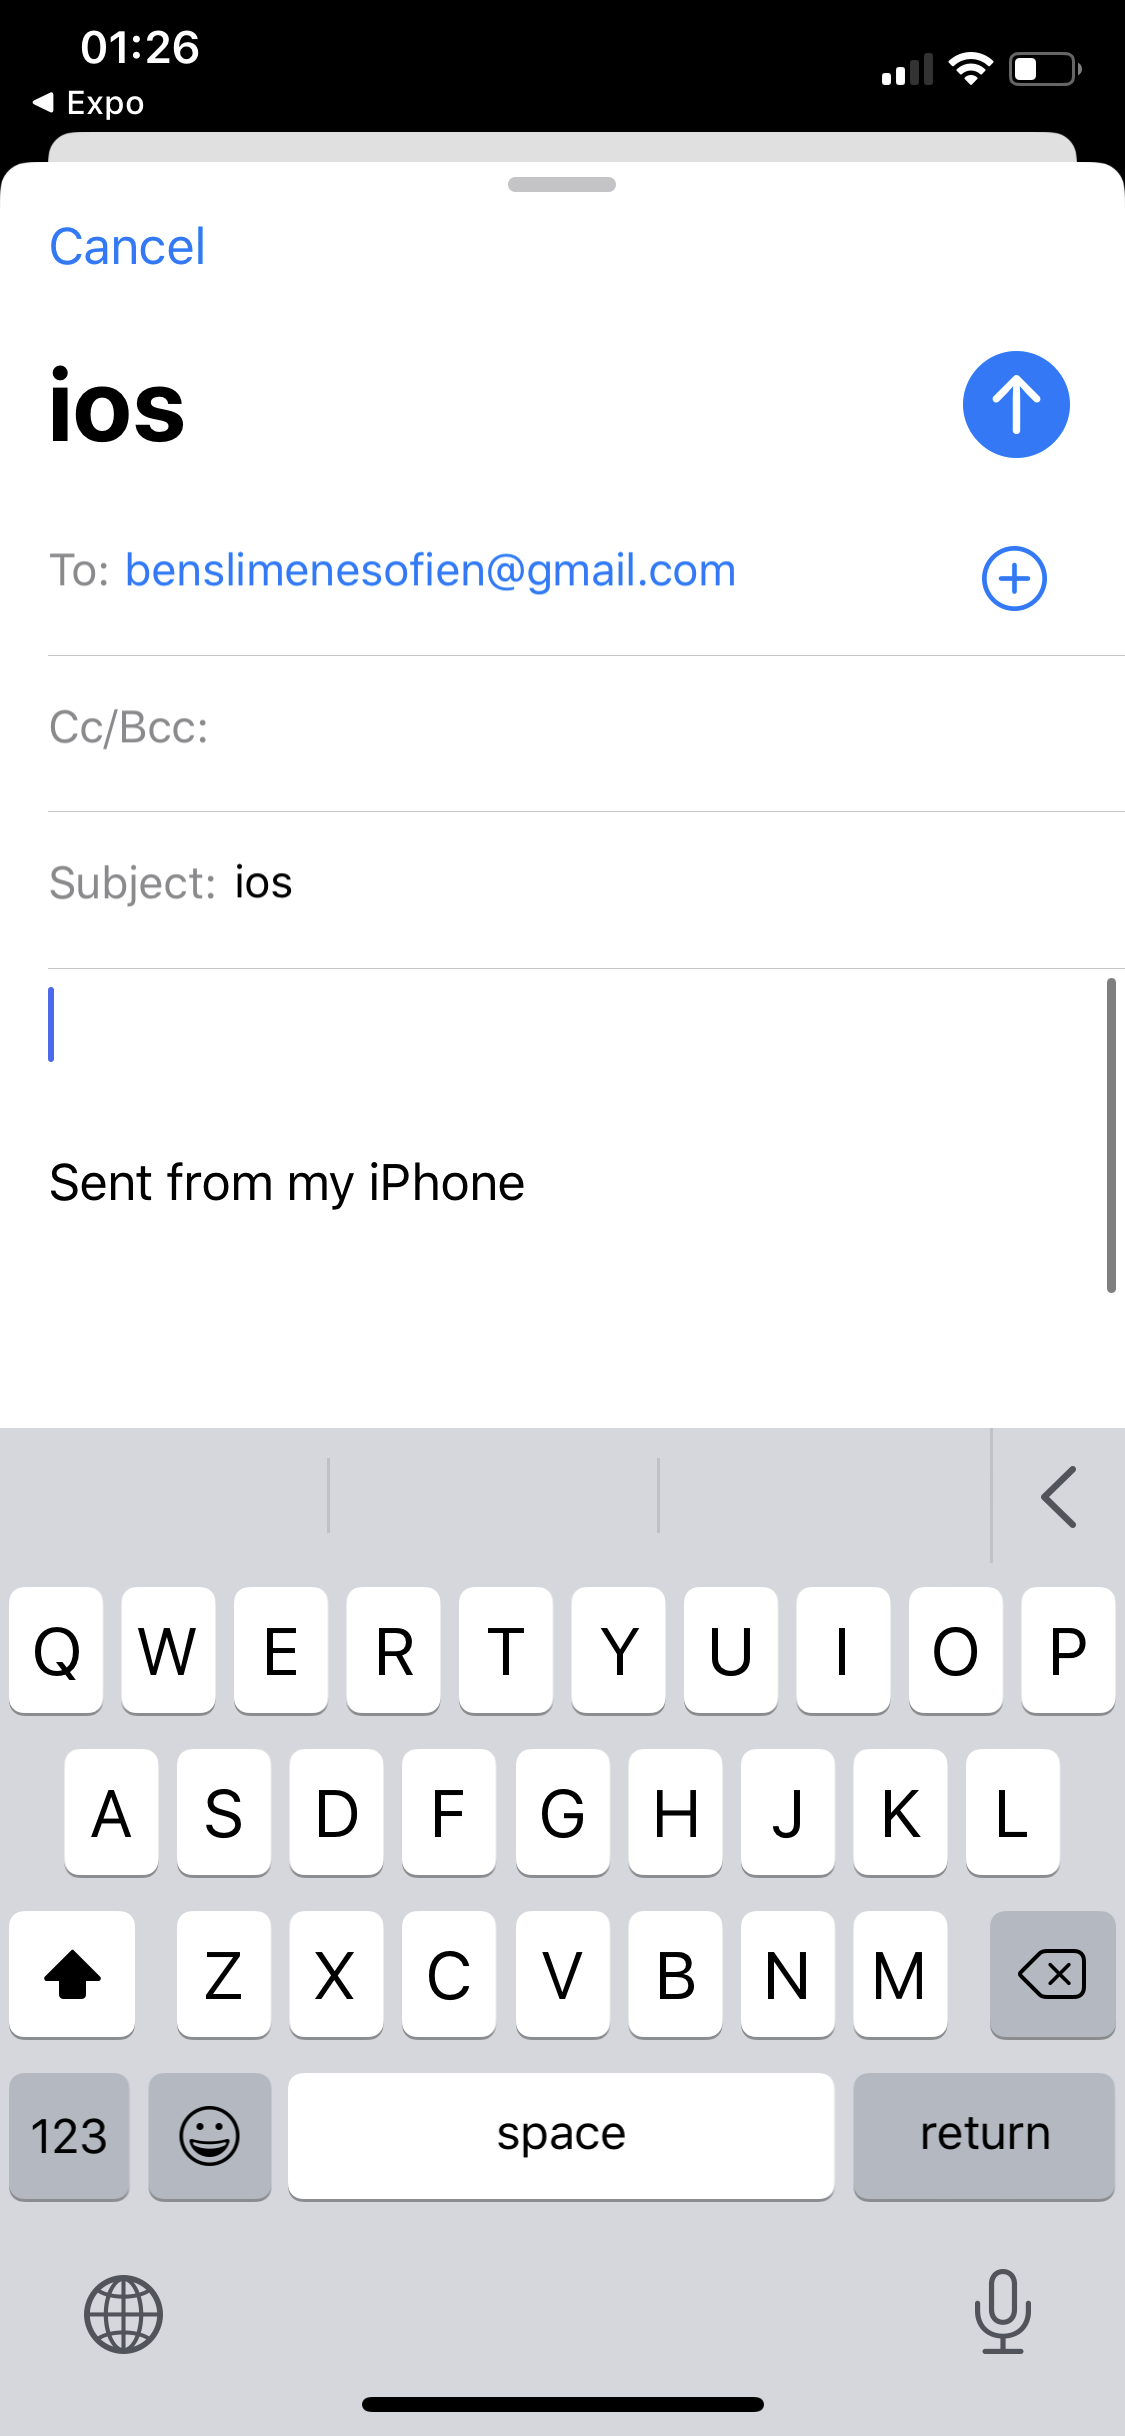 01:26
Expo
Cancel
ios
To: benslimenesofien@gmail.com
Cc/Bcc:
Subject: ios
Sent from my iPhone
Q W E R T Y U I O P
A S D F G H J K L
Z X C V B N M
123 space return